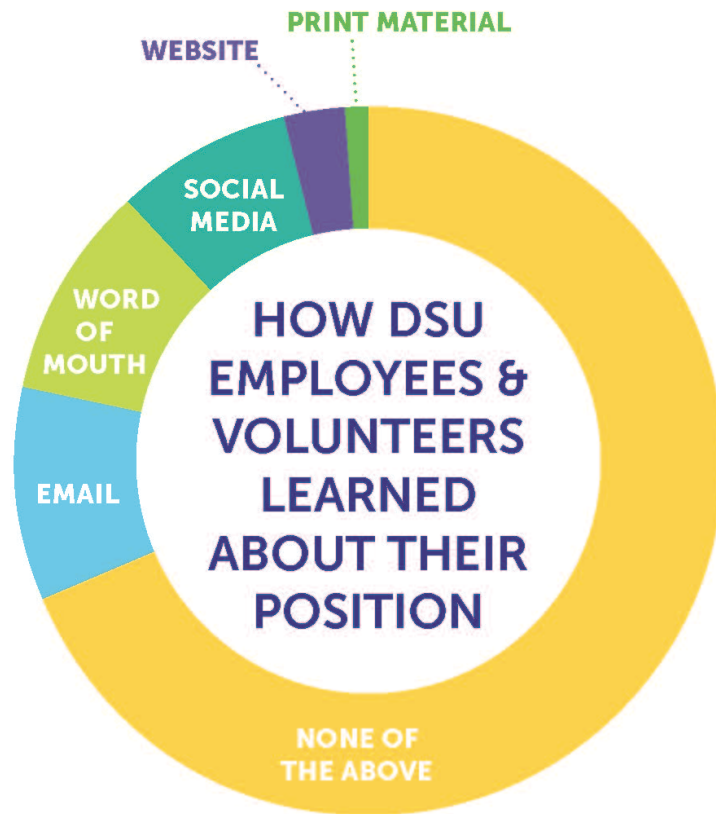 PRINT MATERIAL
WEBSITE
SOCIAL
MEDIA
WORD
OF
MOUTH
EMAIL
HOW DSU
EMPLOYEES &
VOLUNTEERS
LEARNED
ABOUT THEIR
POSITION
NONE OF
THE ABOVE